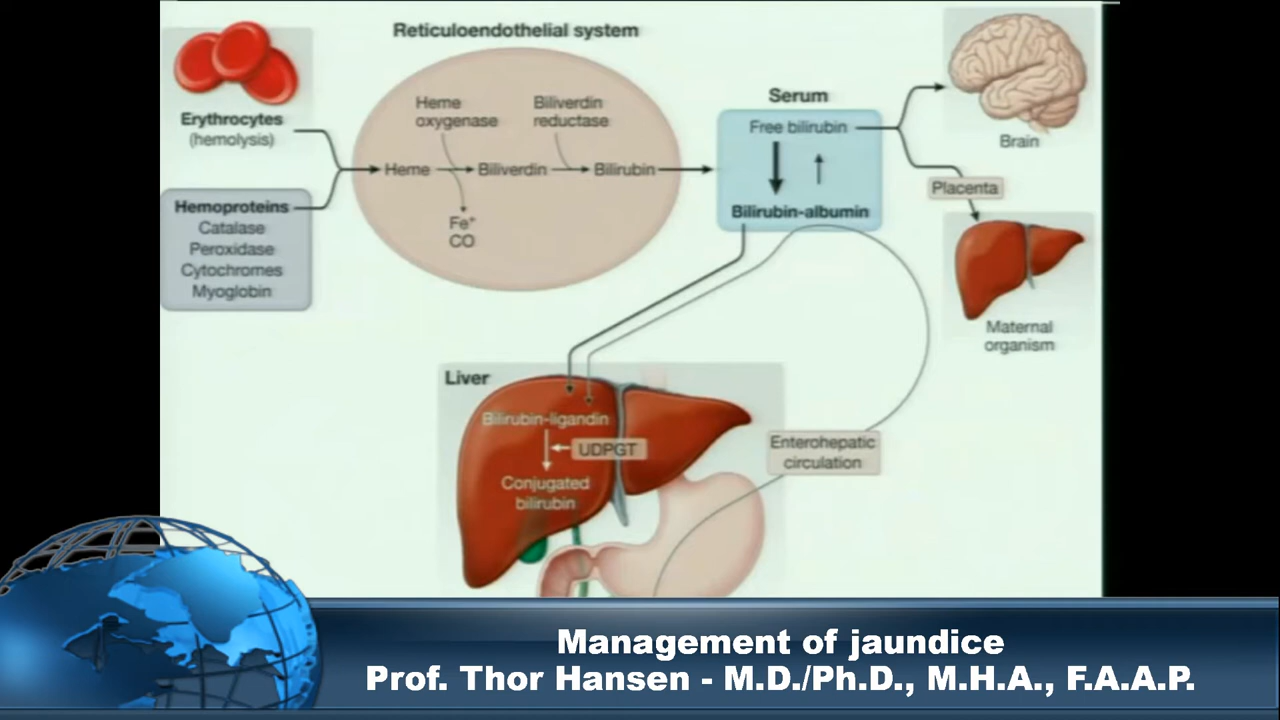 Reticuloendothelial system
Erythrocytes
(hemolysis)
Hemoproteins
Catalase
Peroxidase
Cytochromes
Myoglobin
Heme
oxygenase
Biliverdin
reductase
Heme
Biliverdin
Bilirubin
Fe⁺
CO
Serum
Free bilirubin
Bilirubin-albumin
Brain
Placenta
Maternal
organism
Liver
Bilirubin-ligandin
UDPGT
Conjugated
bilirubin
Enterohepatic
circulation
Management of jaundice
Prof. Thor Hansen - M.D./Ph.D., M.H.A., F.A.A.P.